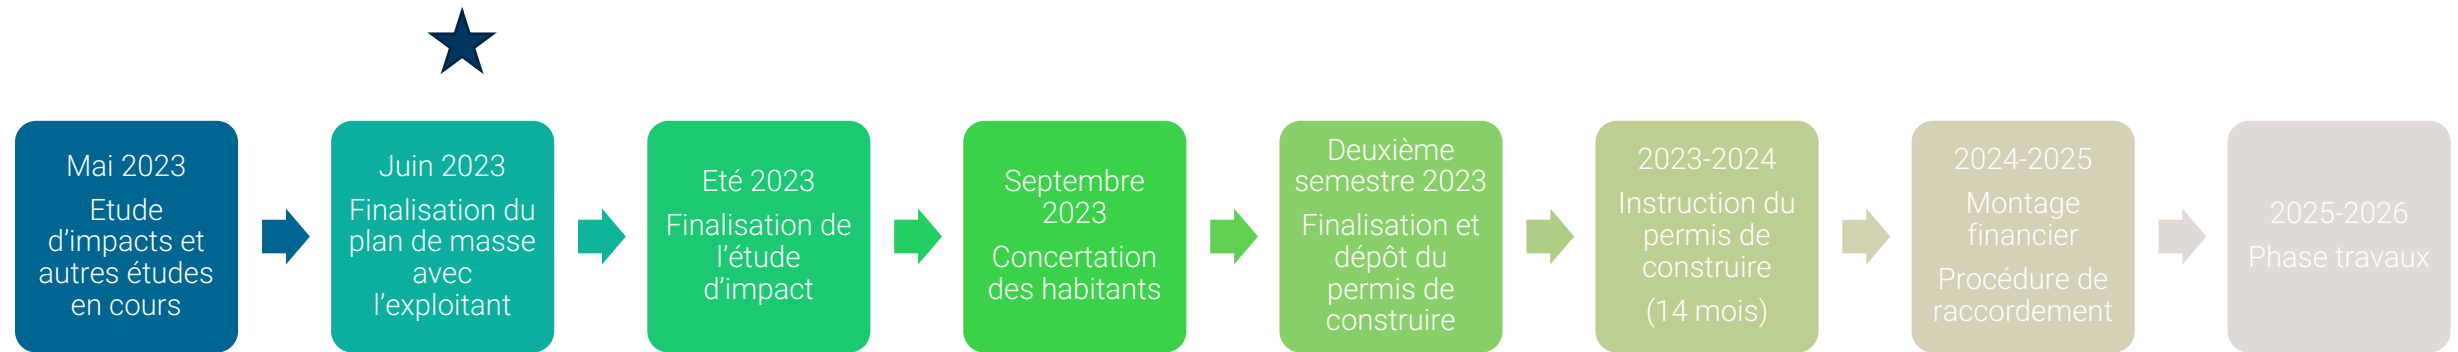 Mai 2023
Etude
d’impacts et
autres études
en cours
Juin 2023
Finalisation du
plan de masse
avec
l’exploitant
Eté 2023
Finalisation de
l’étude
d’impact
Septembre
2023
Concertation
des habitants
Deuxième
semestre 2023
Finalisation et
dépôt du
permis de
construire
2023-2024
Instruction du
permis de
construire
(14 mois)
2024-2025
Montage
financier
Procédure de
raccordement
2025-2026
Phase travaux